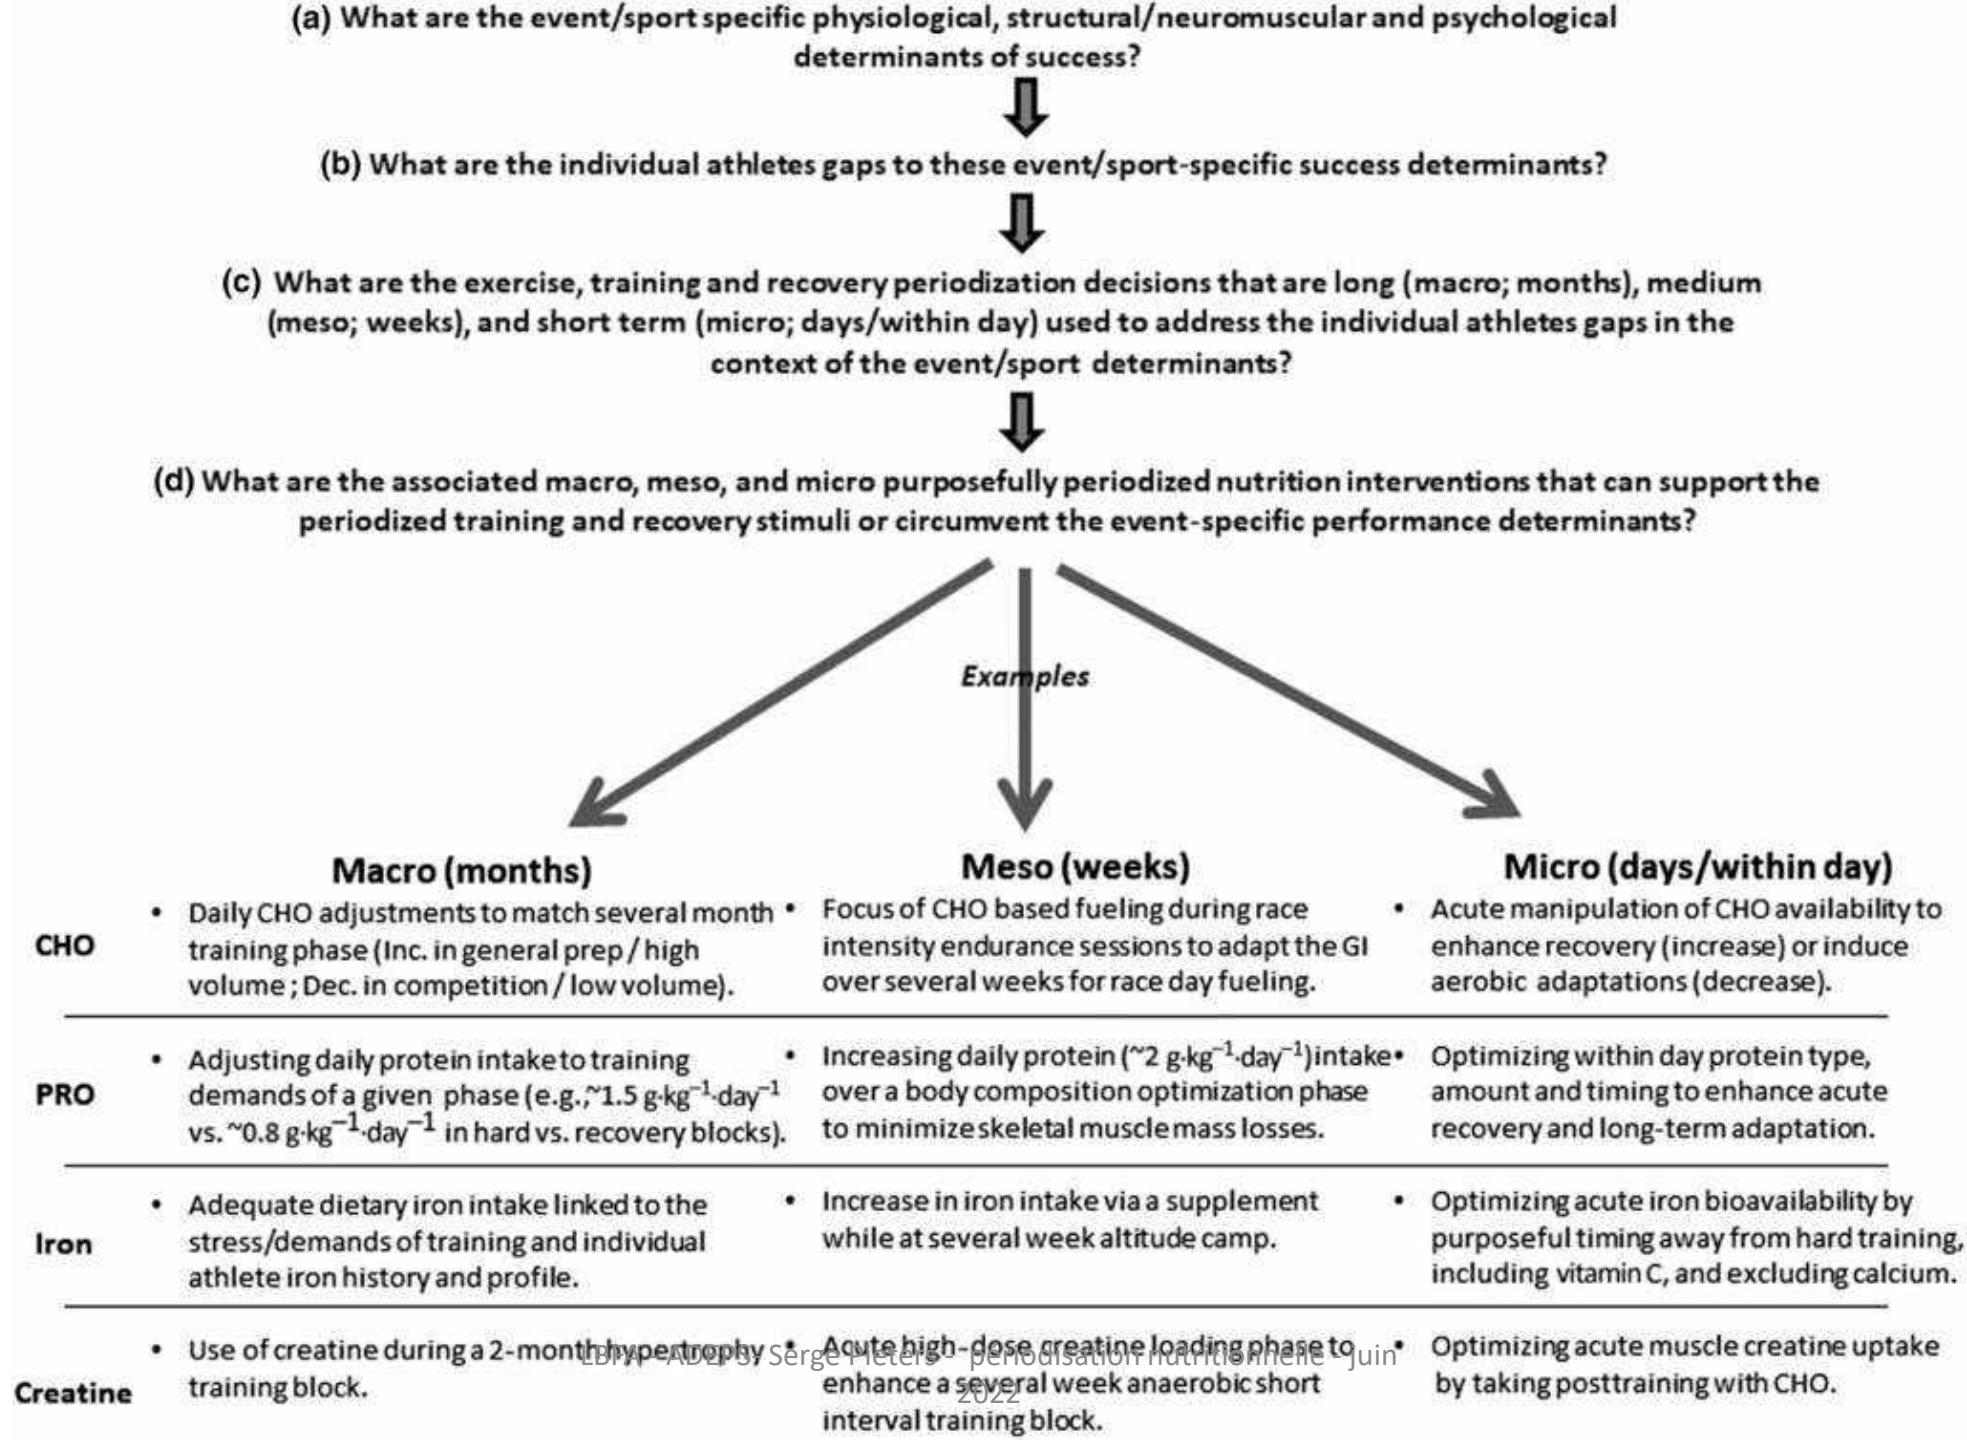 (a) What are the event/sport specific physiological, structural/neuromuscular and psychological
determinants of success?
(b) What are the individual athletes gaps to these event/sport-specific success determinants?
(c) What are the exercise, training and recovery periodization decisions that are long (macro; months), medium
(meso; weeks), and short term (micro; days/within day) used to address the individual athletes gaps in the
context of the event/sport determinants?
(d) What are the associated macro, meso, and micro purposefully periodized nutrition interventions that can support the
periodized training and recovery stimuli or circumvent the event-specific performance determinants?
Examples
Macro (months)
Meso (weeks)
Micro (days/within day)
CHO
• Daily CHO adjustments to match several month
training phase (Inc. in general prep / high
volume ; Dec. in competition / low volume).
• Focus of CHO based fueling during race
intensity endurance sessions to adapt the GI
over several weeks for race day fueling.
• Acute manipulation of CHO availability to
enhance recovery (increase) or induce
aerobic adaptations (decrease).
PRO
• Adjusting daily protein intake to training
demands of a given phase (e.g.,~1.5 g·kg⁻¹·day⁻¹
vs. ~0.8 g·kg⁻¹·day⁻¹ in hard vs. recovery blocks).
• Increasing daily protein (~2 g·kg⁻¹·day⁻¹) intake
over a body composition optimization phase
to minimize skeletal muscle mass losses.
• Optimizing within day protein type,
amount and timing to enhance acute
recovery and long-term adaptation.
Iron
• Adequate dietary iron intake linked to the
stress/demands of training and individual
athlete iron history and profile.
• Increase in iron intake via a supplement
while at several week altitude camp.
• Optimizing acute iron bioavailability by
purposeful timing away from hard training,
including vitamin C, and excluding calcium.
Creatine
• Use of creatine during a 2-month hypertrophy
training block.
• Acute high-dose creatine loading phase to
enhance a several week anaerobic short
interval training block.
• Optimizing acute muscle creatine uptake
by taking posttraining with CHO.
LBFA - ADEPS: Serge Pieters - périodisation nutritionnelle - juin
2022